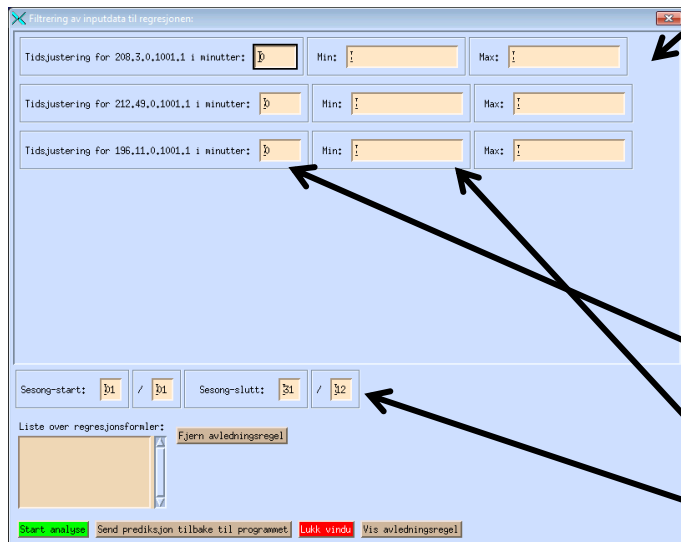 Filtrering av inputdata til regresjonen:
Tidsjustering for 208.3.0.1001.1 i minutter: 0 Min: Max:
Tidsjustering for 212.49.0.1001.1 i minutter: 0 Min: Max:
Tidsjustering for 196.11.0.1001.1 i minutter: 0 Min: Max:
Sesong-start: 01 / 01 Sesong-slutt: 31 / 12
Liste over regresjonsformler:
Fjern avledningsregel
Start analyse Send prediksjon tilbake til programmet Lukk vindu Vis avledningsregel